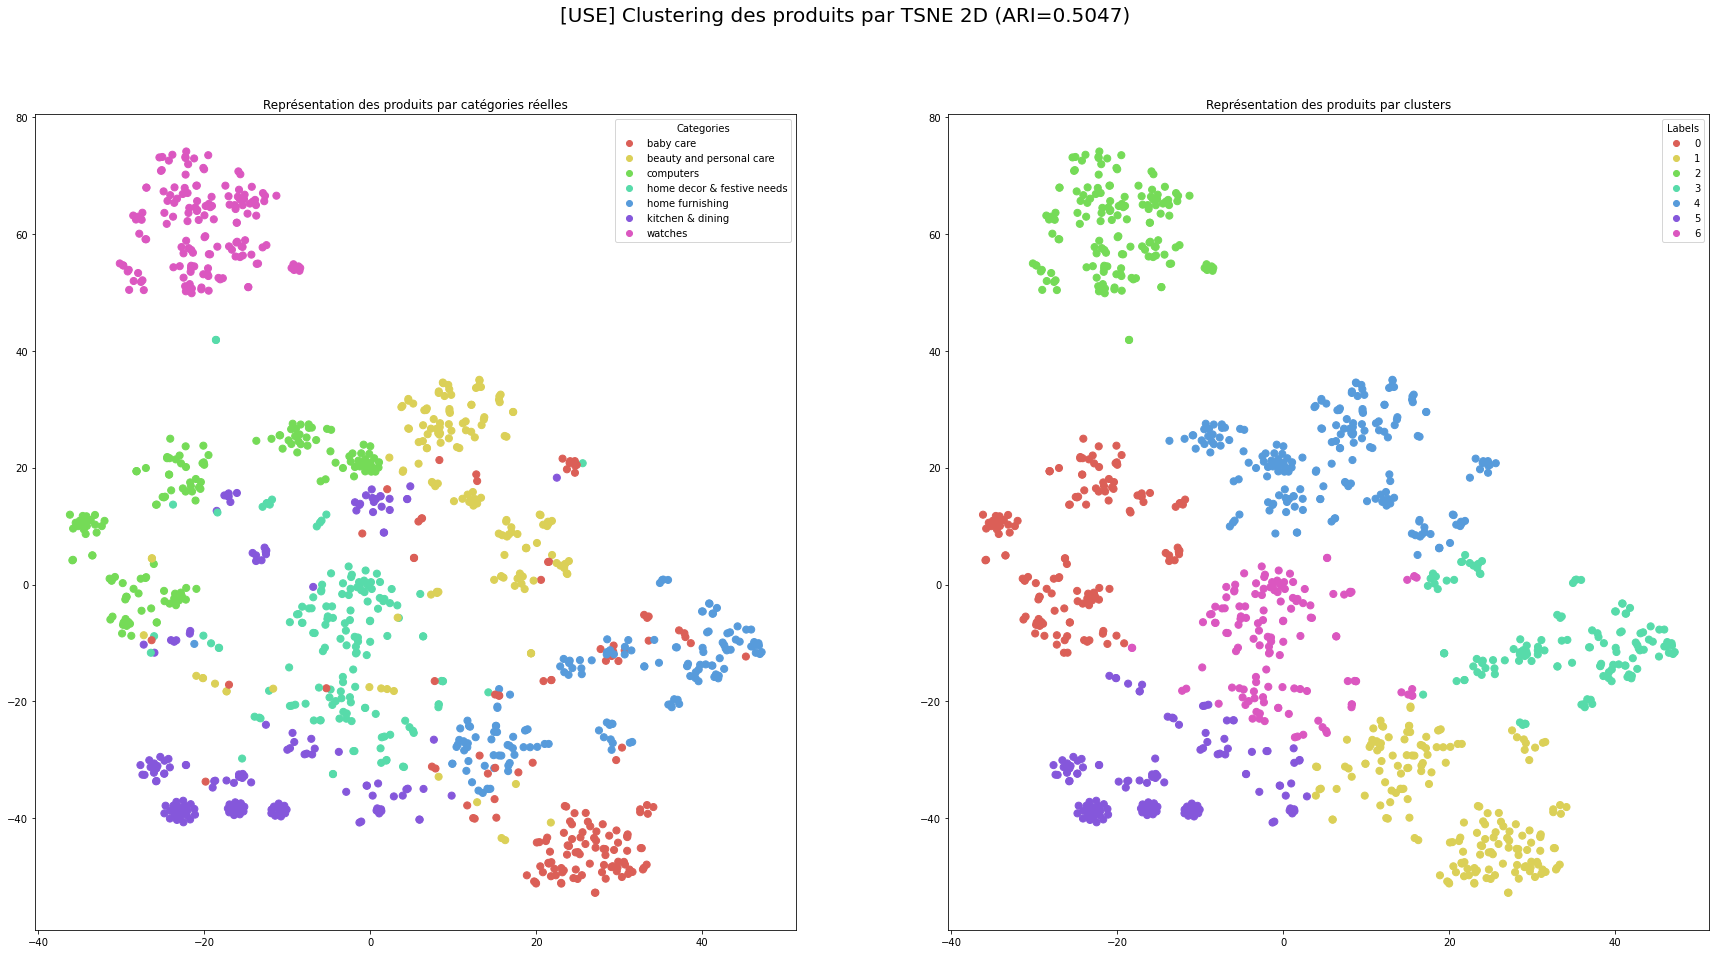 [USE] Clustering des produits par TSNE 2D (ARI=0.5047)
Représentation des produits par catégories réelles
80
60
40
20
0
−20
−40
−40
−20
0
20
40
Categories
baby care
beauty and personal care
computers
home decor & festive needs
home furnishing
kitchen & dining
watches
Représentation des produits par clusters
80
60
40
20
0
−20
−40
−40
−20
0
20
40
Labels
0
1
2
3
4
5
6